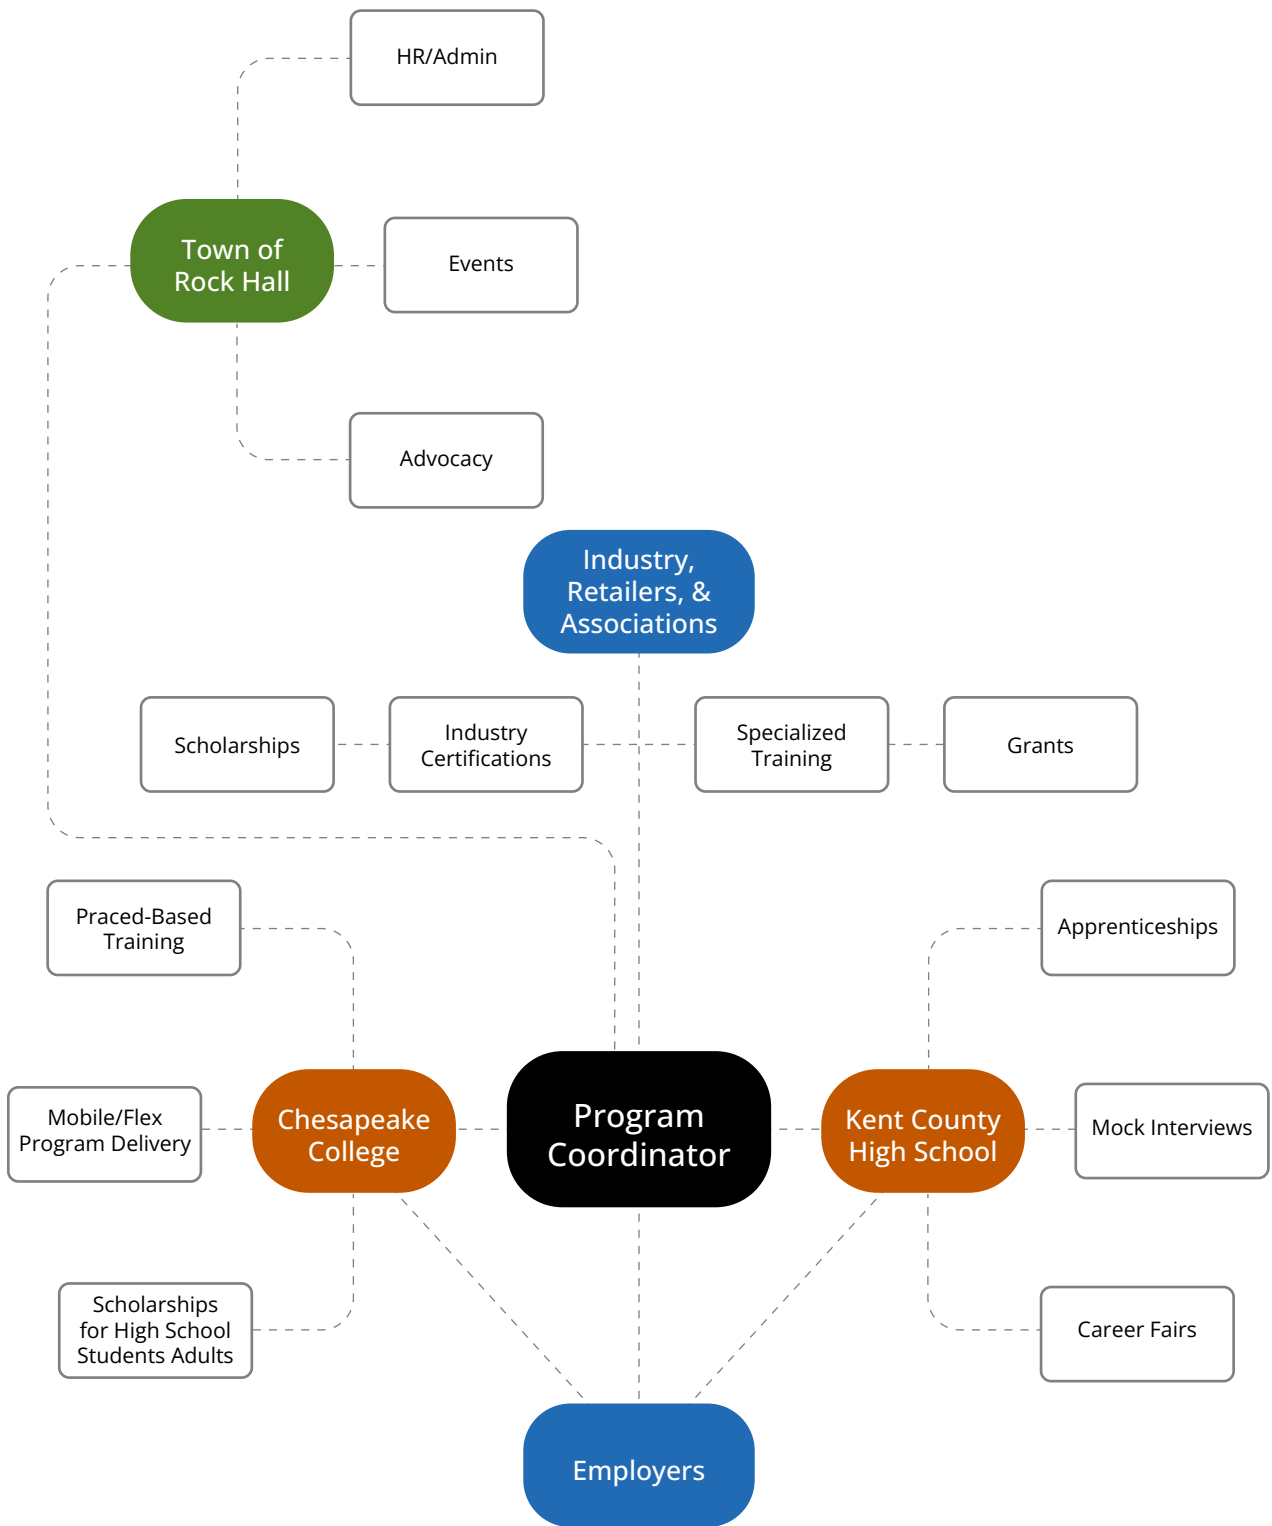 HR/Admin
Town of
Rock Hall
Events
Advocacy
Industry,
Retailers, &
Associations
Scholarships
Industry
Certifications
Specialized
Training
Grants
Praced-Based
Training
Apprenticeships
Mobile/Flex
Program Delivery
Chesapeake
College
Program
Coordinator
Kent County
High School
Mock Interviews
Scholarships
for High School
Students Adults
Career Fairs
Employers